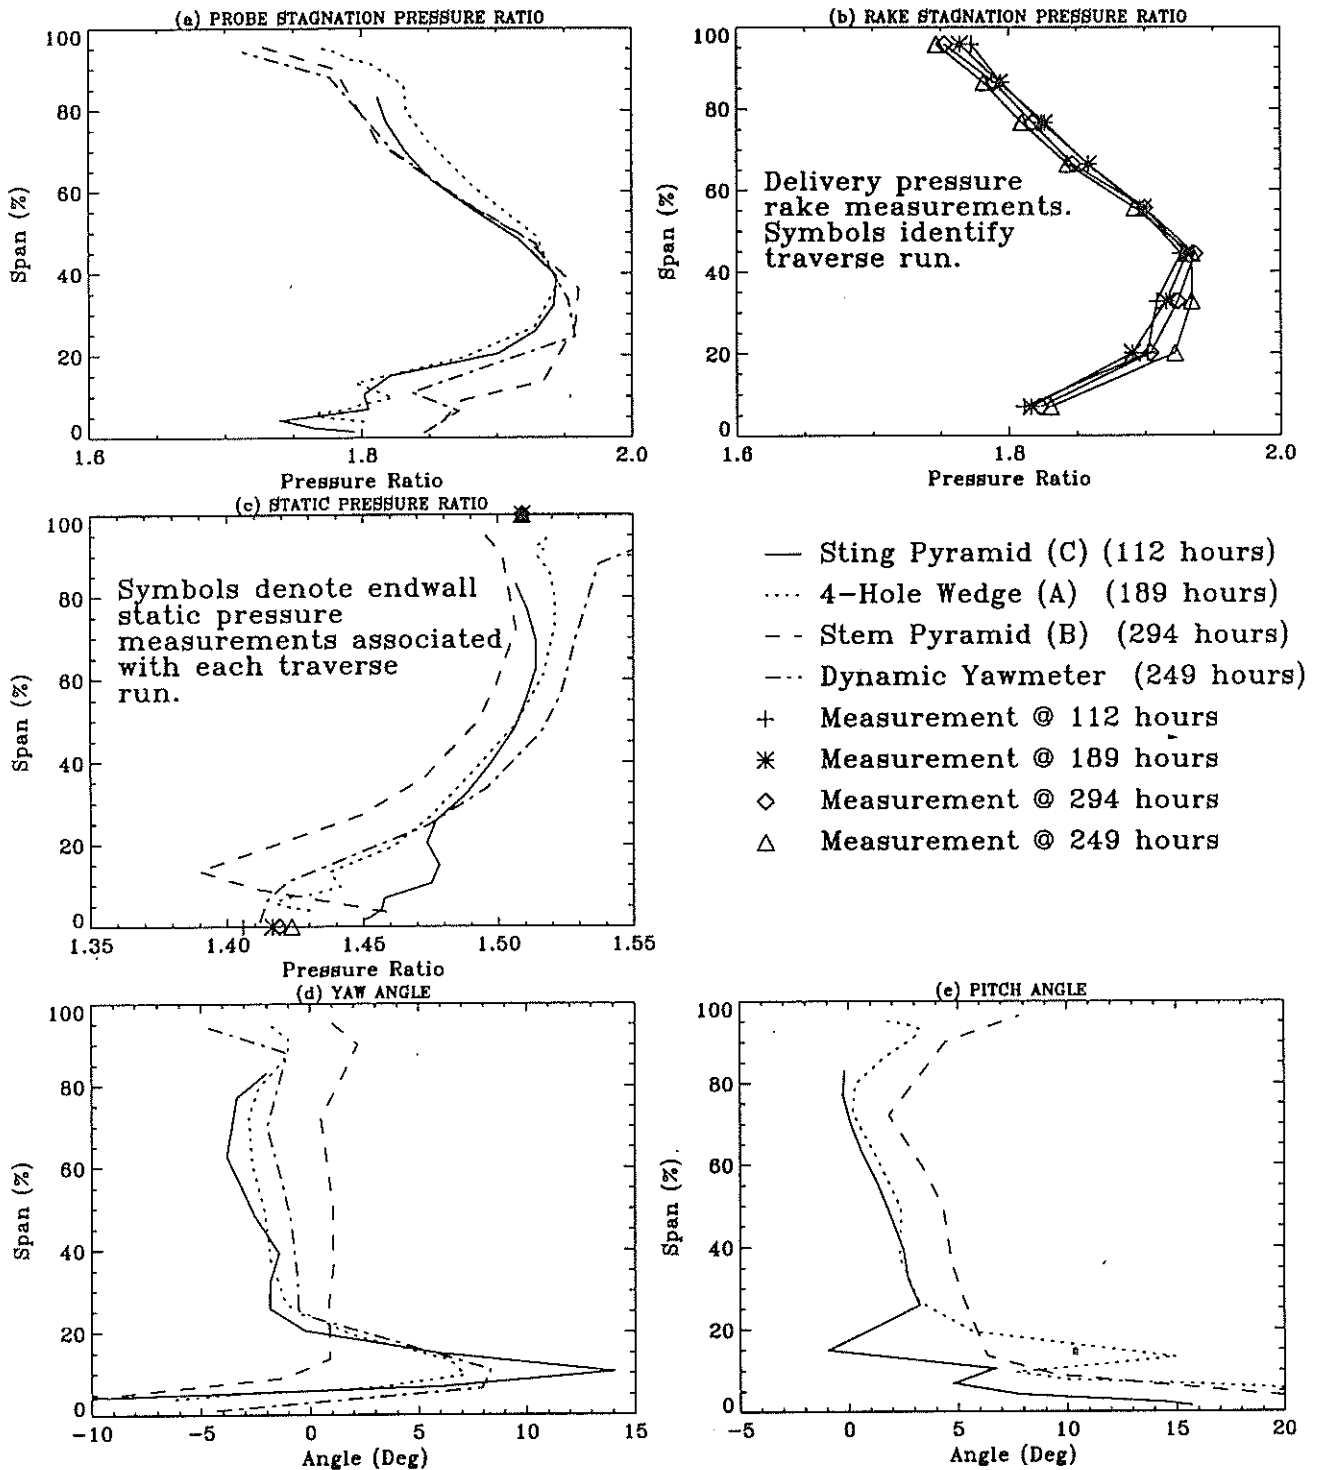 (a) PROBE STAGNATION PRESSURE RATIO
100
80
60
40
20
0
Span (%)
1.6
1.8
2.0
Pressure Ratio
(b) RAKE STAGNATION PRESSURE RATIO
100
80
60
40
20
0
Span (%)
Delivery pressure
rake measurements.
Symbols identify
traverse run.
1.6
1.8
2.0
Pressure Ratio
(c) STATIC PRESSURE RATIO
100
80
60
40
20
0
Span (%)
Symbols denote endwall
static pressure
measurements associated
with each traverse
run.
1.35
1.40
1.45
1.50
1.55
Pressure Ratio
Sting Pyramid (C) (112 hours)
4-Hole Wedge (A) (189 hours)
Stem Pyramid (B) (294 hours)
Dynamic Yawmeter (249 hours)
Measurement @ 112 hours
Measurement @ 189 hours
Measurement @ 294 hours
Measurement @ 249 hours
(d) YAW ANGLE
100
80
60
40
20
0
Span (%)
-10
-5
0
5
10
15
Angle (Deg)
(e) PITCH ANGLE
100
80
60
40
20
0
Span (%)
-5
0
5
10
15
20
Angle (Deg)